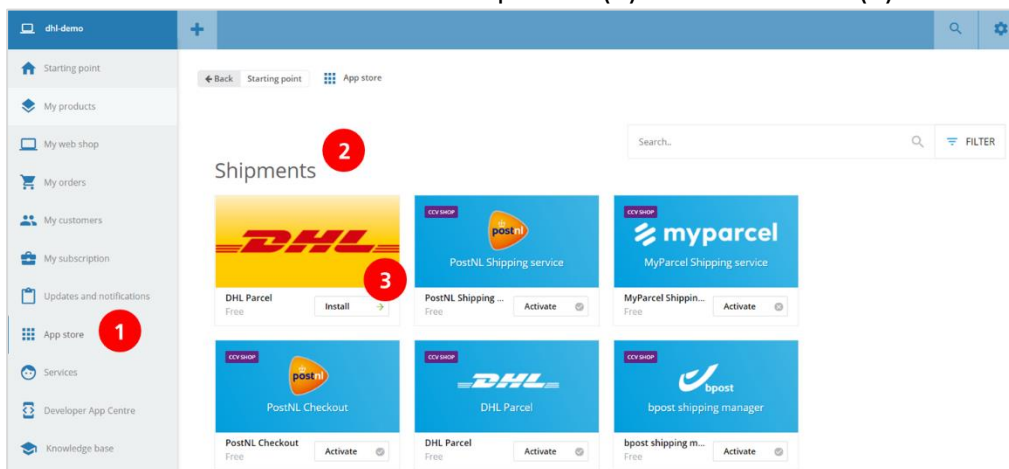 dhl-demo
Starting point
My products
My web shop
My orders
My customers
My subscription
Updates and notifications
App store
1
Services
Developer App Centre
Knowledge base
Back Starting point App store
Search..
FILTER
Shipments
2
DHL
3
DHL Parcel
Free
Install
CCV SHOP
postnl
PostNL Shipping service
PostNL Shipping ...
Free
Activate
CCV SHOP
myparcel
MyParcel Shipping service
MyParcel Shippin...
Free
Activate
CCV SHOP
postnl
PostNL Checkout
PostNL Checkout
Free
Activate
CCV SHOP
DHL
DHL Parcel
DHL Parcel
Free
Activate
CCV SHOP
bpost
bpost shipping manager
bpost shipping m...
Free
Activate